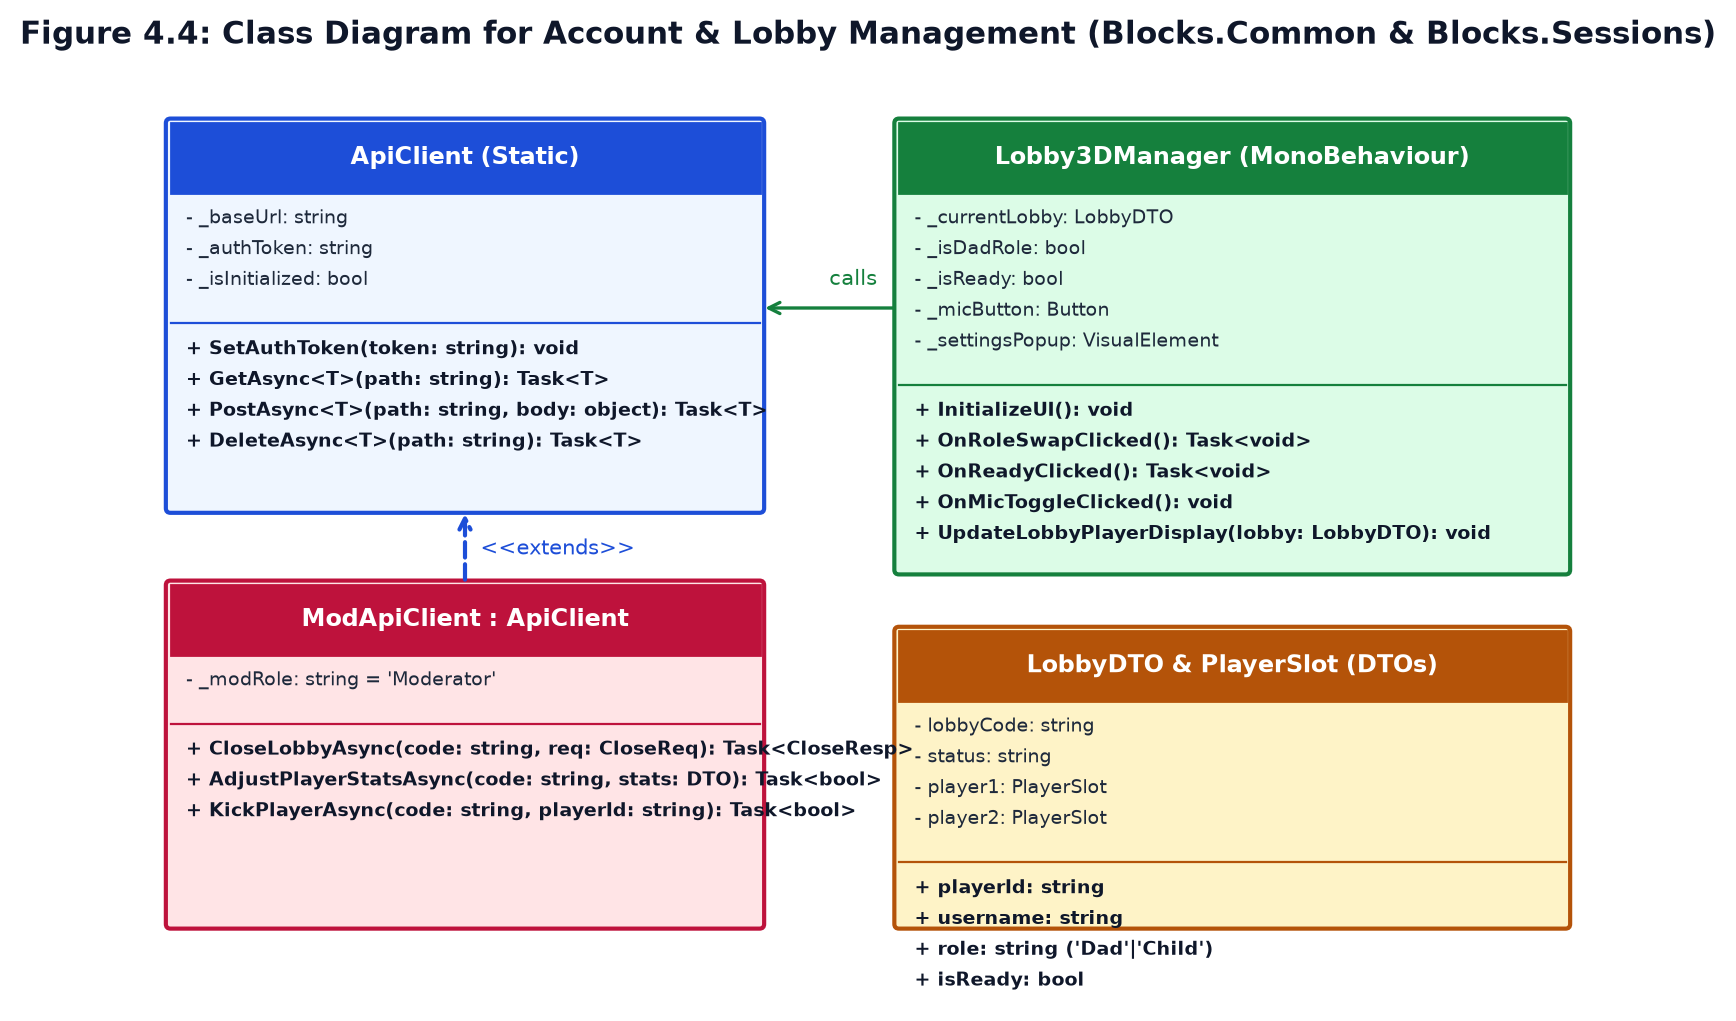 Figure 4.4: Class Diagram for Account & Lobby Management (Blocks.Common & Blocks.Sessions)
ApiClient (Static)
- _baseUrl: string
- _authToken: string
- _isInitialized: bool
+ SetAuthToken(token: string): void
+ GetAsync<T>(path: string): Task<T>
+ PostAsync<T>(path: string, body: object): Task<T>
+ DeleteAsync<T>(path: string): Task<T>
calls
Lobby3DManager (MonoBehaviour)
- _currentLobby: LobbyDTO
- _isDadRole: bool
- _isReady: bool
- _micButton: Button
- _settingsPopup: VisualElement
+ InitializeUI(): void
+ OnRoleSwapClicked(): Task<void>
+ OnReadyClicked(): Task<void>
+ OnMicToggleClicked(): void
+ UpdateLobbyPlayerDisplay(lobby: LobbyDTO): void
<<extends>>
ModApiClient : ApiClient
- _modRole: string = 'Moderator'
+ CloseLobbyAsync(code: string, req: CloseReq): Task<CloseResp>
+ AdjustPlayerStatsAsync(code: string, stats: DTO): Task<bool>
+ KickPlayerAsync(code: string, playerId: string): Task<bool>
LobbyDTO & PlayerSlot (DTOs)
- lobbyCode: string
- status: string
- player1: PlayerSlot
- player2: PlayerSlot
+ playerId: string
+ username: string
+ role: string ('Dad'|'Child')
+ isReady: bool